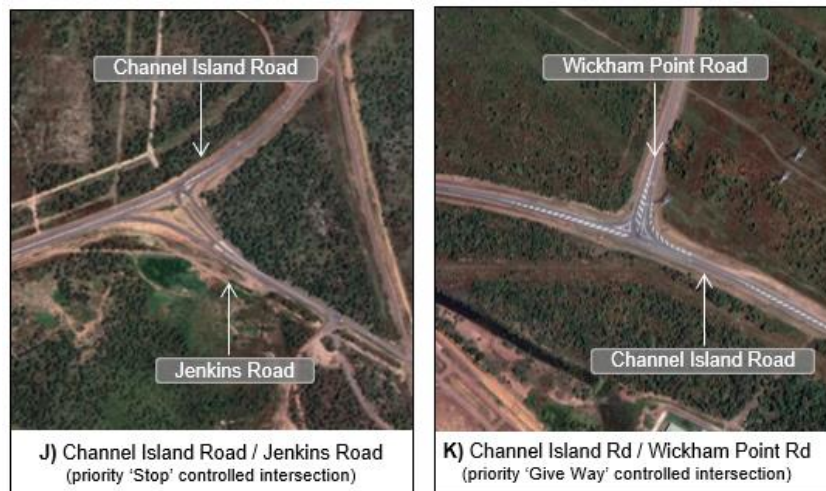 Channel Island Road
Jenkins Road
J) Channel Island Road / Jenkins Road
(priority ‘Stop’ controlled intersection)
Wickham Point Road
Channel Island Road
K) Channel Island Rd / Wickham Point Rd
(priority ‘Give Way’ controlled intersection)